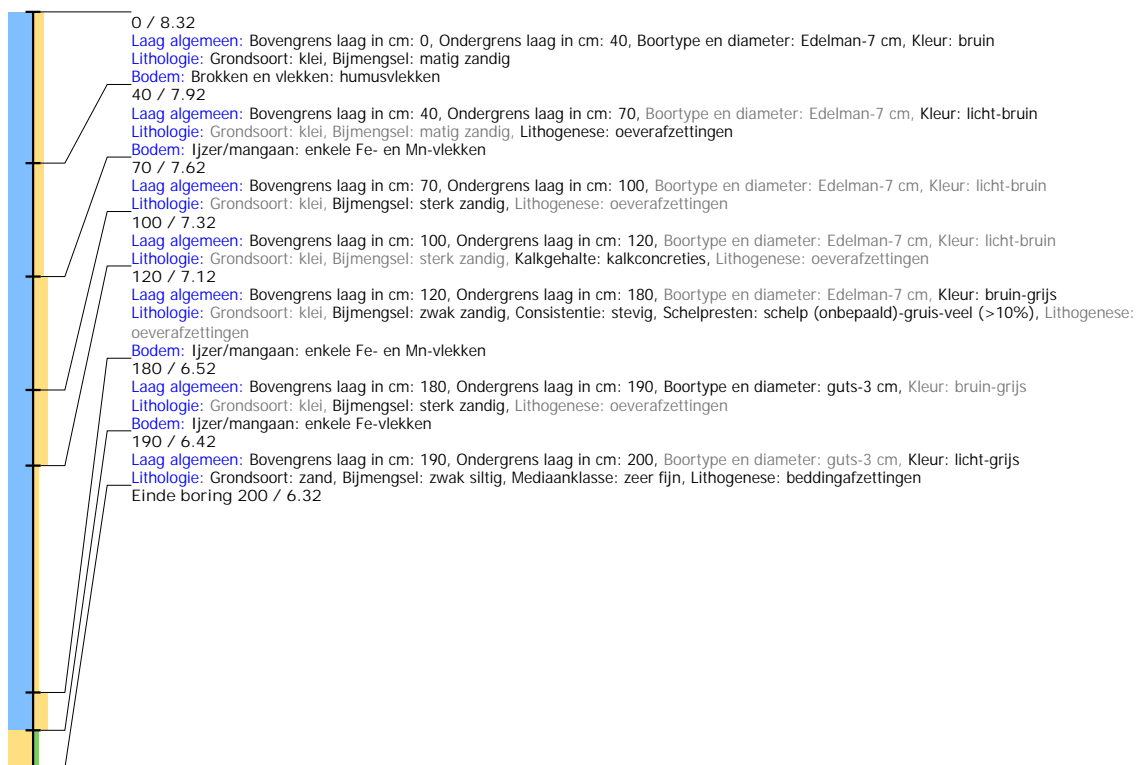 0 / 8.32
Laag algemeen: Bovengrens laag in cm: 0, Ondergrens laag in cm: 40, Boortype en diameter: Edelman-7 cm, Kleur: bruin
Lithologie: Grondsoort: klei, Bijmengsel: matig zandig
Bodem: Brokken en vlekken: humusvlekken
40 / 7.92
Laag algemeen: Bovengrens laag in cm: 40, Ondergrens laag in cm: 70, Boortype en diameter: Edelman-7 cm, Kleur: licht-bruin
Lithologie: Grondsoort: klei, Bijmengsel: matig zandig, Lithogenese: oeverafzettingen
Bodem: Ijzer/mangaan: enkele Fe- en Mn-vlekken
70 / 7.62
Laag algemeen: Bovengrens laag in cm: 70, Ondergrens laag in cm: 100, Boortype en diameter: Edelman-7 cm, Kleur: licht-bruin
Lithologie: Grondsoort: klei, Bijmengsel: sterk zandig, Lithogenese: oeverafzettingen
100 / 7.32
Laag algemeen: Bovengrens laag in cm: 100, Ondergrens laag in cm: 120, Boortype en diameter: Edelman-7 cm, Kleur: licht-bruin
Lithologie: Grondsoort: klei, Bijmengsel: sterk zandig, Kalkgehalte: kalkconcreties, Lithogenese: oeverafzettingen
120 / 7.12
Laag algemeen: Bovengrens laag in cm: 120, Ondergrens laag in cm: 180, Boortype en diameter: Edelman-7 cm, Kleur: bruin-grijs
Lithologie: Grondsoort: klei, Bijmengsel: zwak zandig, Consistentie: stevig, Schelpresten: schelp (onbepaald)-gruis-veel (>10%), Lithogenese:
oeverafzettingen
Bodem: Ijzer/mangaan: enkele Fe- en Mn-vlekken
180 / 6.52
Laag algemeen: Bovengrens laag in cm: 180, Ondergrens laag in cm: 190, Boortype en diameter: guts-3 cm, Kleur: bruin-grijs
Lithologie: Grondsoort: klei, Bijmengsel: sterk zandig, Lithogenese: oeverafzettingen
Bodem: Ijzer/mangaan: enkele Fe-vlekken
190 / 6.42
Laag algemeen: Bovengrens laag in cm: 190, Ondergrens laag in cm: 200, Boortype en diameter: guts-3 cm, Kleur: licht-grijs
Lithologie: Grondsoort: zand, Bijmengsel: zwak siltig, Mediaanklasse: zeer fijn, Lithogenese: beddingafzettingen
Einde boring 200 / 6.32